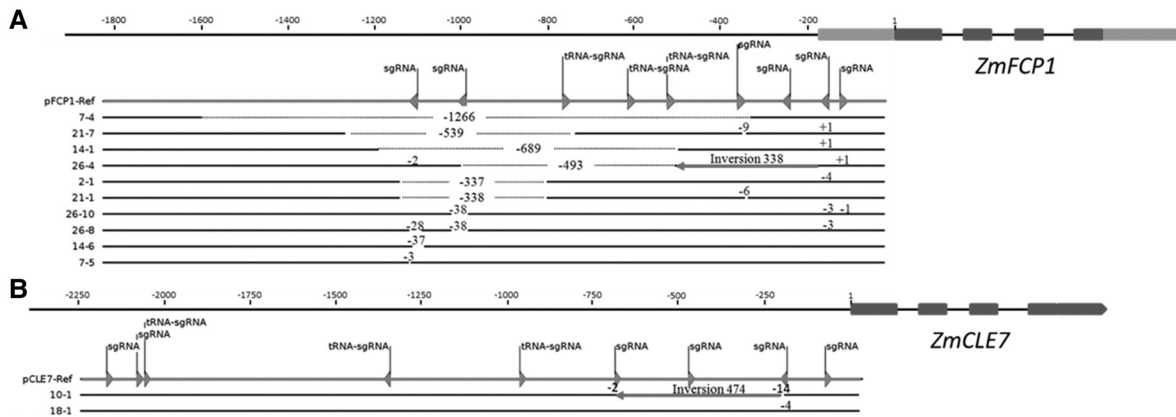 A
-1800 -1600 -1400 -1200 -1000 -800 -600 -400 -200 1
ZmFCP1
sgRNA
tRNA-sgRNA tRNA-sgRNA
sgRNA sgRNA tRNA-sgRNA sgRNA sgRNA sgRNA
pFCP1-Ref
7-4 -1266
21-7 -539 -9 +1
14-1 -689 +1
26-4 -2 -493 Inversion 338 +1
2-1 -337 -4
21-1 -338 -6
26-10 -38 -3 -1
26-8 -28 -38 -3
14-6 -37
7-5 -3
B
-2250 -2000 -1750 -1500 -1250 -1000 -750 -500 -250 1
ZmCLE7
tRNA-sgRNA
sgRNA
sgRNA tRNA-sgRNA tRNA-sgRNA sgRNA sgRNA sgRNA sgRNA
pCLE7-Ref
10-1 -2 Inversion 474 -14
18-1 -4